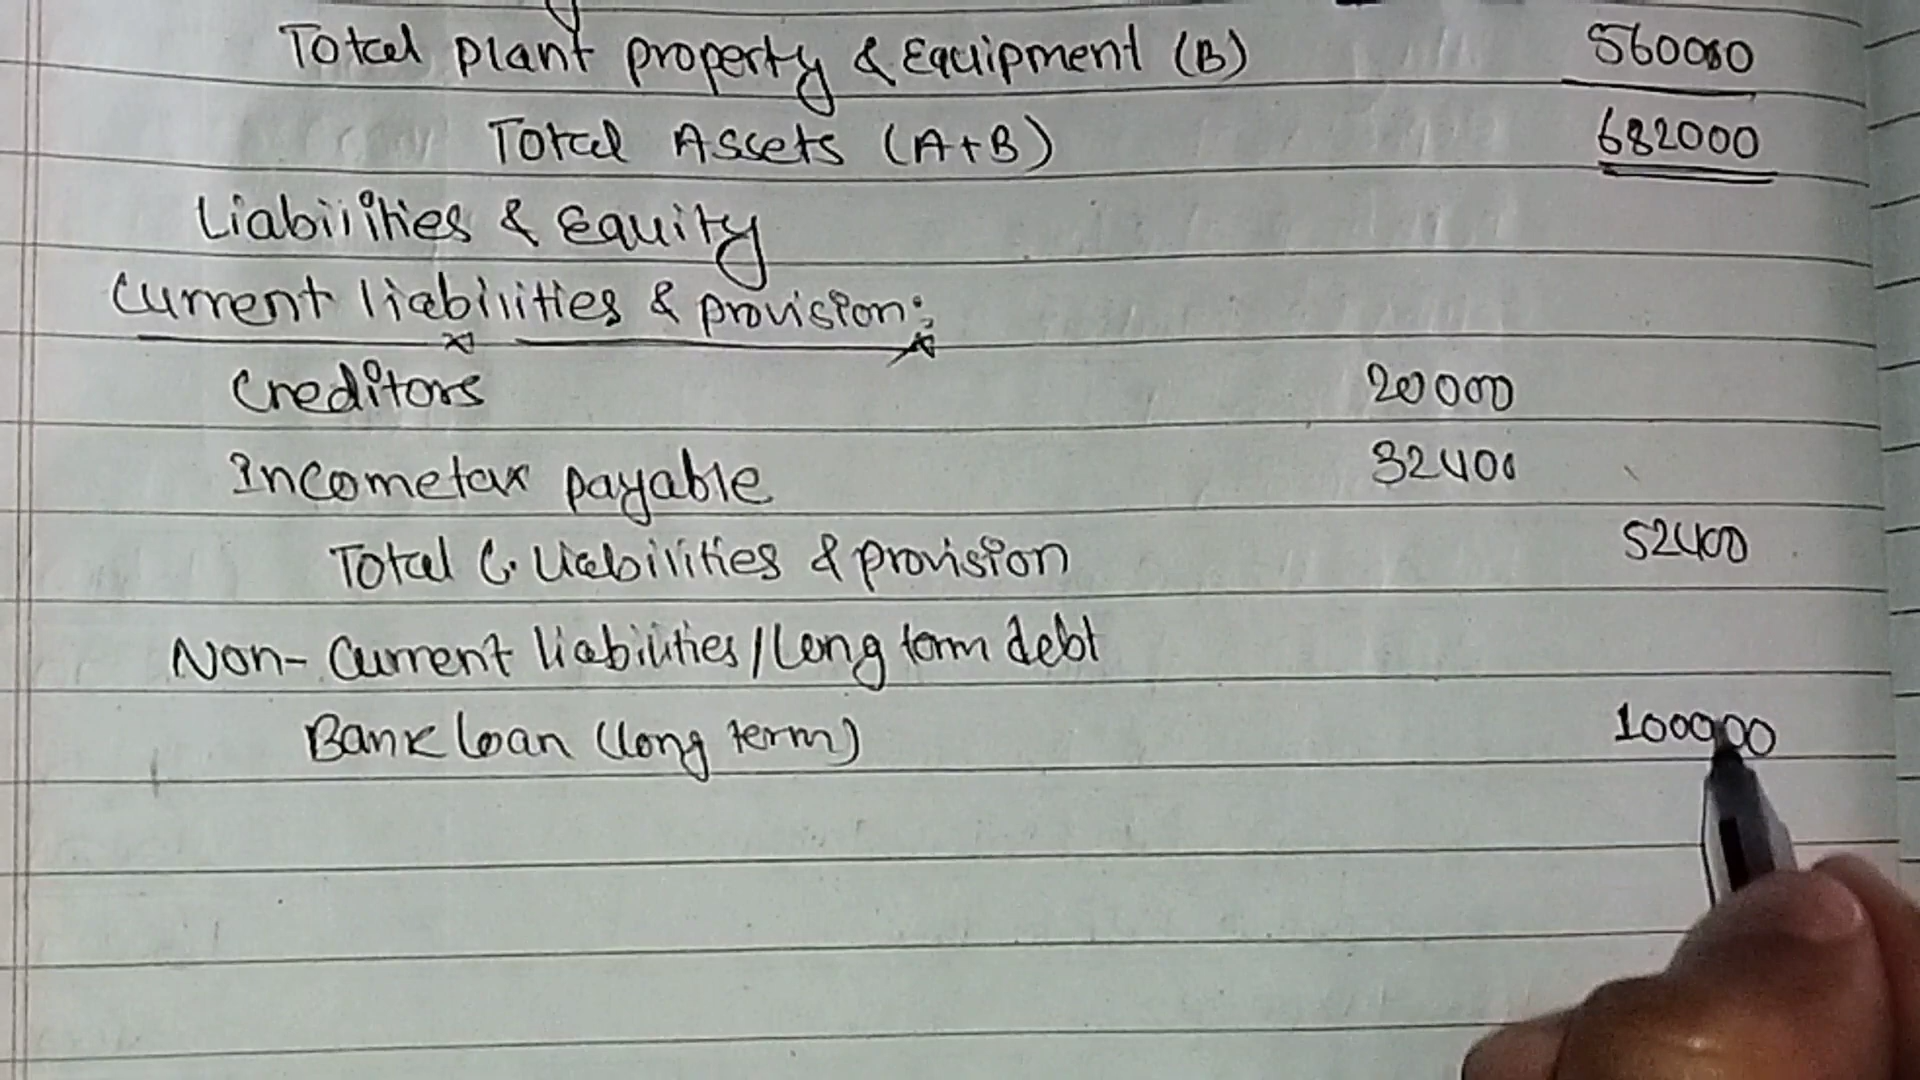 Total plant property & Equipment (B) 560000
Total Assets (A+B) 682000
Liabilities & Equity
Current liabilities & provision:
Creditors 20000
Incometax payable 32400
Total C. liabilities & provision 52400
Non-Current liabilities/Long term debt
Bank loan (long term) 100000